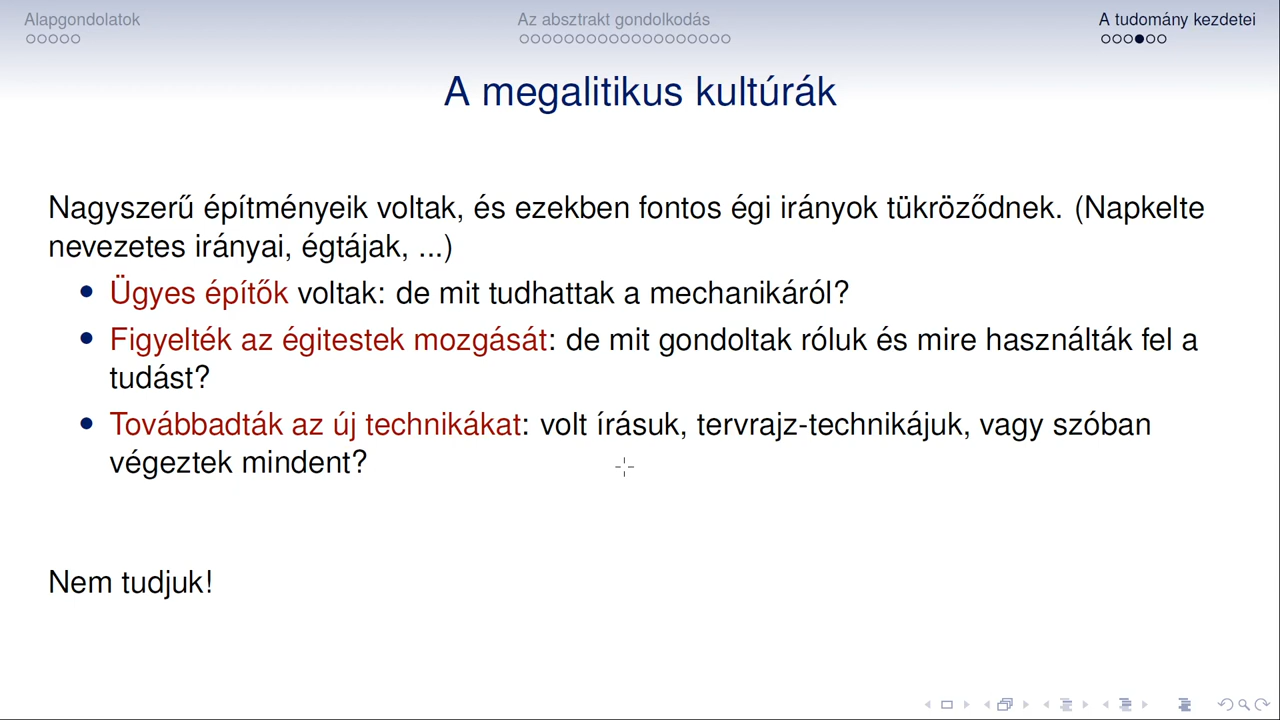 Alapgondolatok
Az absztrakt gondolkodás
A tudomány kezdetei
A megalitikus kultúrák
Nagyszerű építményeik voltak, és ezekben fontos égi irányok tükröződnek. (Napkelte
nevezetes irányai, égtájak, ...)
• Ügyes építők voltak: de mit tudhattak a mechanikáról?
• Figyelték az égitestek mozgását: de mit gondoltak róluk és mire használták fel a
tudást?
• Továbbadták az új technikákat: volt írásuk, tervrajz-technikájuk, vagy szóban
végeztek mindent?
Nem tudjuk!